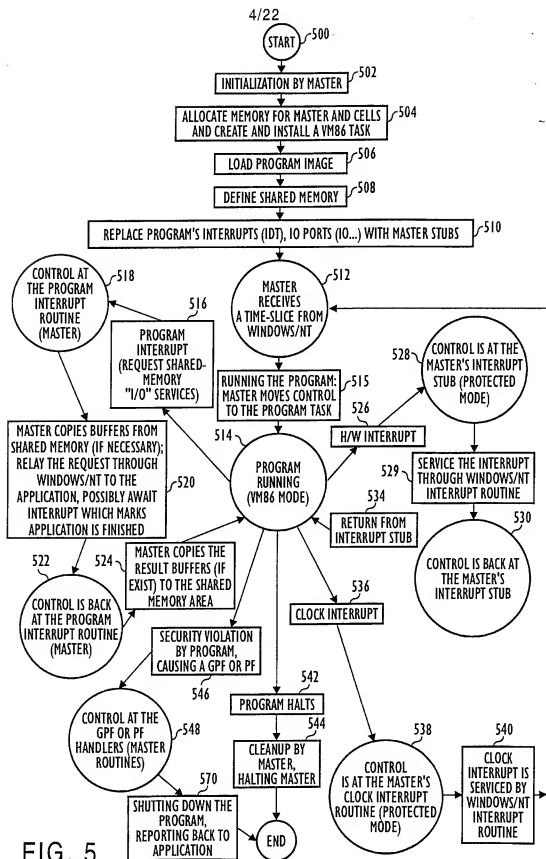 4/22
START
500
INITIALIZATION BY MASTER
502
ALLOCATE MEMORY FOR MASTER AND CELLS
AND CREATE AND INSTALL A VM86 TASK
504
LOAD PROGRAM IMAGE
506
DEFINE SHARED MEMORY
508
REPLACE PROGRAM'S INTERRUPTS (IDT), IO PORTS (IO...) WITH MASTER STUBS
510
CONTROL AT
THE PROGRAM
INTERRUPT
ROUTINE
(MASTER)
518
516
PROGRAM
INTERRUPT
(REQUEST SHARED-
MEMORY
"I/O" SERVICES)
MASTER
RECEIVES
A TIME-SLICE FROM
WINDOWS/NT
512
RUNNING THE PROGRAM:
MASTER MOVES CONTROL
TO THE PROGRAM TASK
515
528
CONTROL IS AT THE
MASTER'S INTERRUPT
STUB (PROTECTED
MODE)
526
H/W INTERRUPT
514
PROGRAM
RUNNING
(VM86 MODE)
MASTER COPIES BUFFERS FROM
SHARED MEMORY (IF NECESSARY);
RELAY THE REQUEST THROUGH
WINDOWS/NT TO THE
APPLICATION, POSSIBLY AWAIT
INTERRUPT WHICH MARKS
APPLICATION IS FINISHED
520
529
SERVICE THE INTERRUPT
THROUGH WINDOWS/NT
INTERRUPT ROUTINE
534
RETURN FROM
INTERRUPT STUB
530
CONTROL IS BACK AT
THE MASTER'S
INTERRUPT STUB
522
CONTROL IS BACK
AT THE PROGRAM
INTERRUPT ROUTINE
(MASTER)
524
MASTER COPIES THE
RESULT BUFFERS (IF
EXIST) TO THE SHARED
MEMORY AREA
536
CLOCK INTERRUPT
SECURITY VIOLATION
BY PROGRAM,
CAUSING A GPF OR PF
546
542
PROGRAM HALTS
544
CLEANUP BY
MASTER,
HALTING MASTER
CONTROL AT THE
GPF OR PF
HANDLERS (MASTER
ROUTINES)
548
538
CONTROL
IS AT THE MASTER'S
CLOCK INTERRUPT
ROUTINE (PROTECTED
MODE)
540
CLOCK
INTERRUPT IS
SERVICED BY
WINDOWS/NT
INTERRUPT
ROUTINE
570
SHUTTING DOWN THE
PROGRAM,
REPORTING BACK TO
APPLICATION
END
FIG. 5